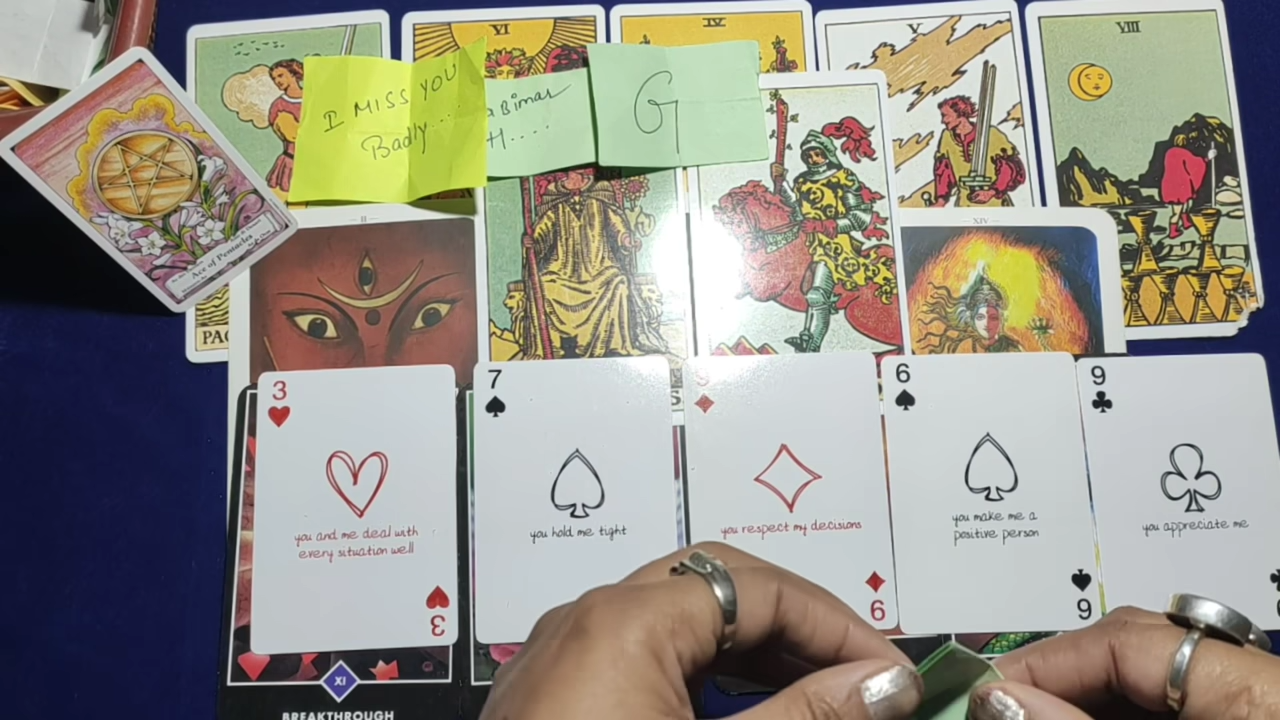 VI
IV
V
VIII
I MISS YOU
Badly...
Bimar
H....
G
Ace of Pentacles
II
XIV
PAG
3
you and me deal with
every situation well
3
7
you hold me tight
9
you respect my decisions
9
6
you make me a
positive person
6
9
you appreciate me
XI
BREAKTHROUGH